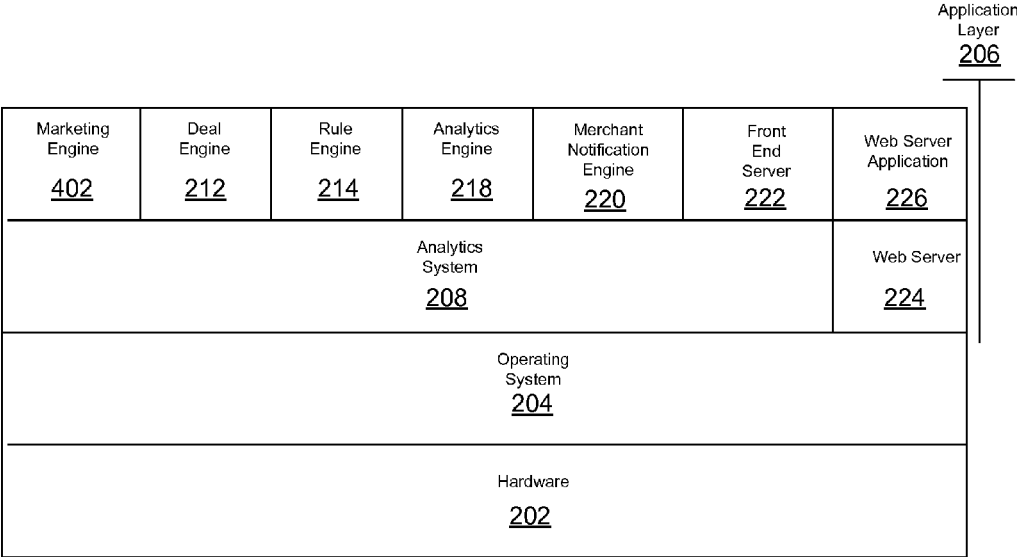 Application
Layer
206
Marketing
Engine
402
Deal
Engine
212
Rule
Engine
214
Analytics
Engine
218
Merchant
Notification
Engine
220
Front
End
Server
222
Web Server
Application
226
Analytics
System
208
Web Server
224
Operating
System
204
Hardware
202